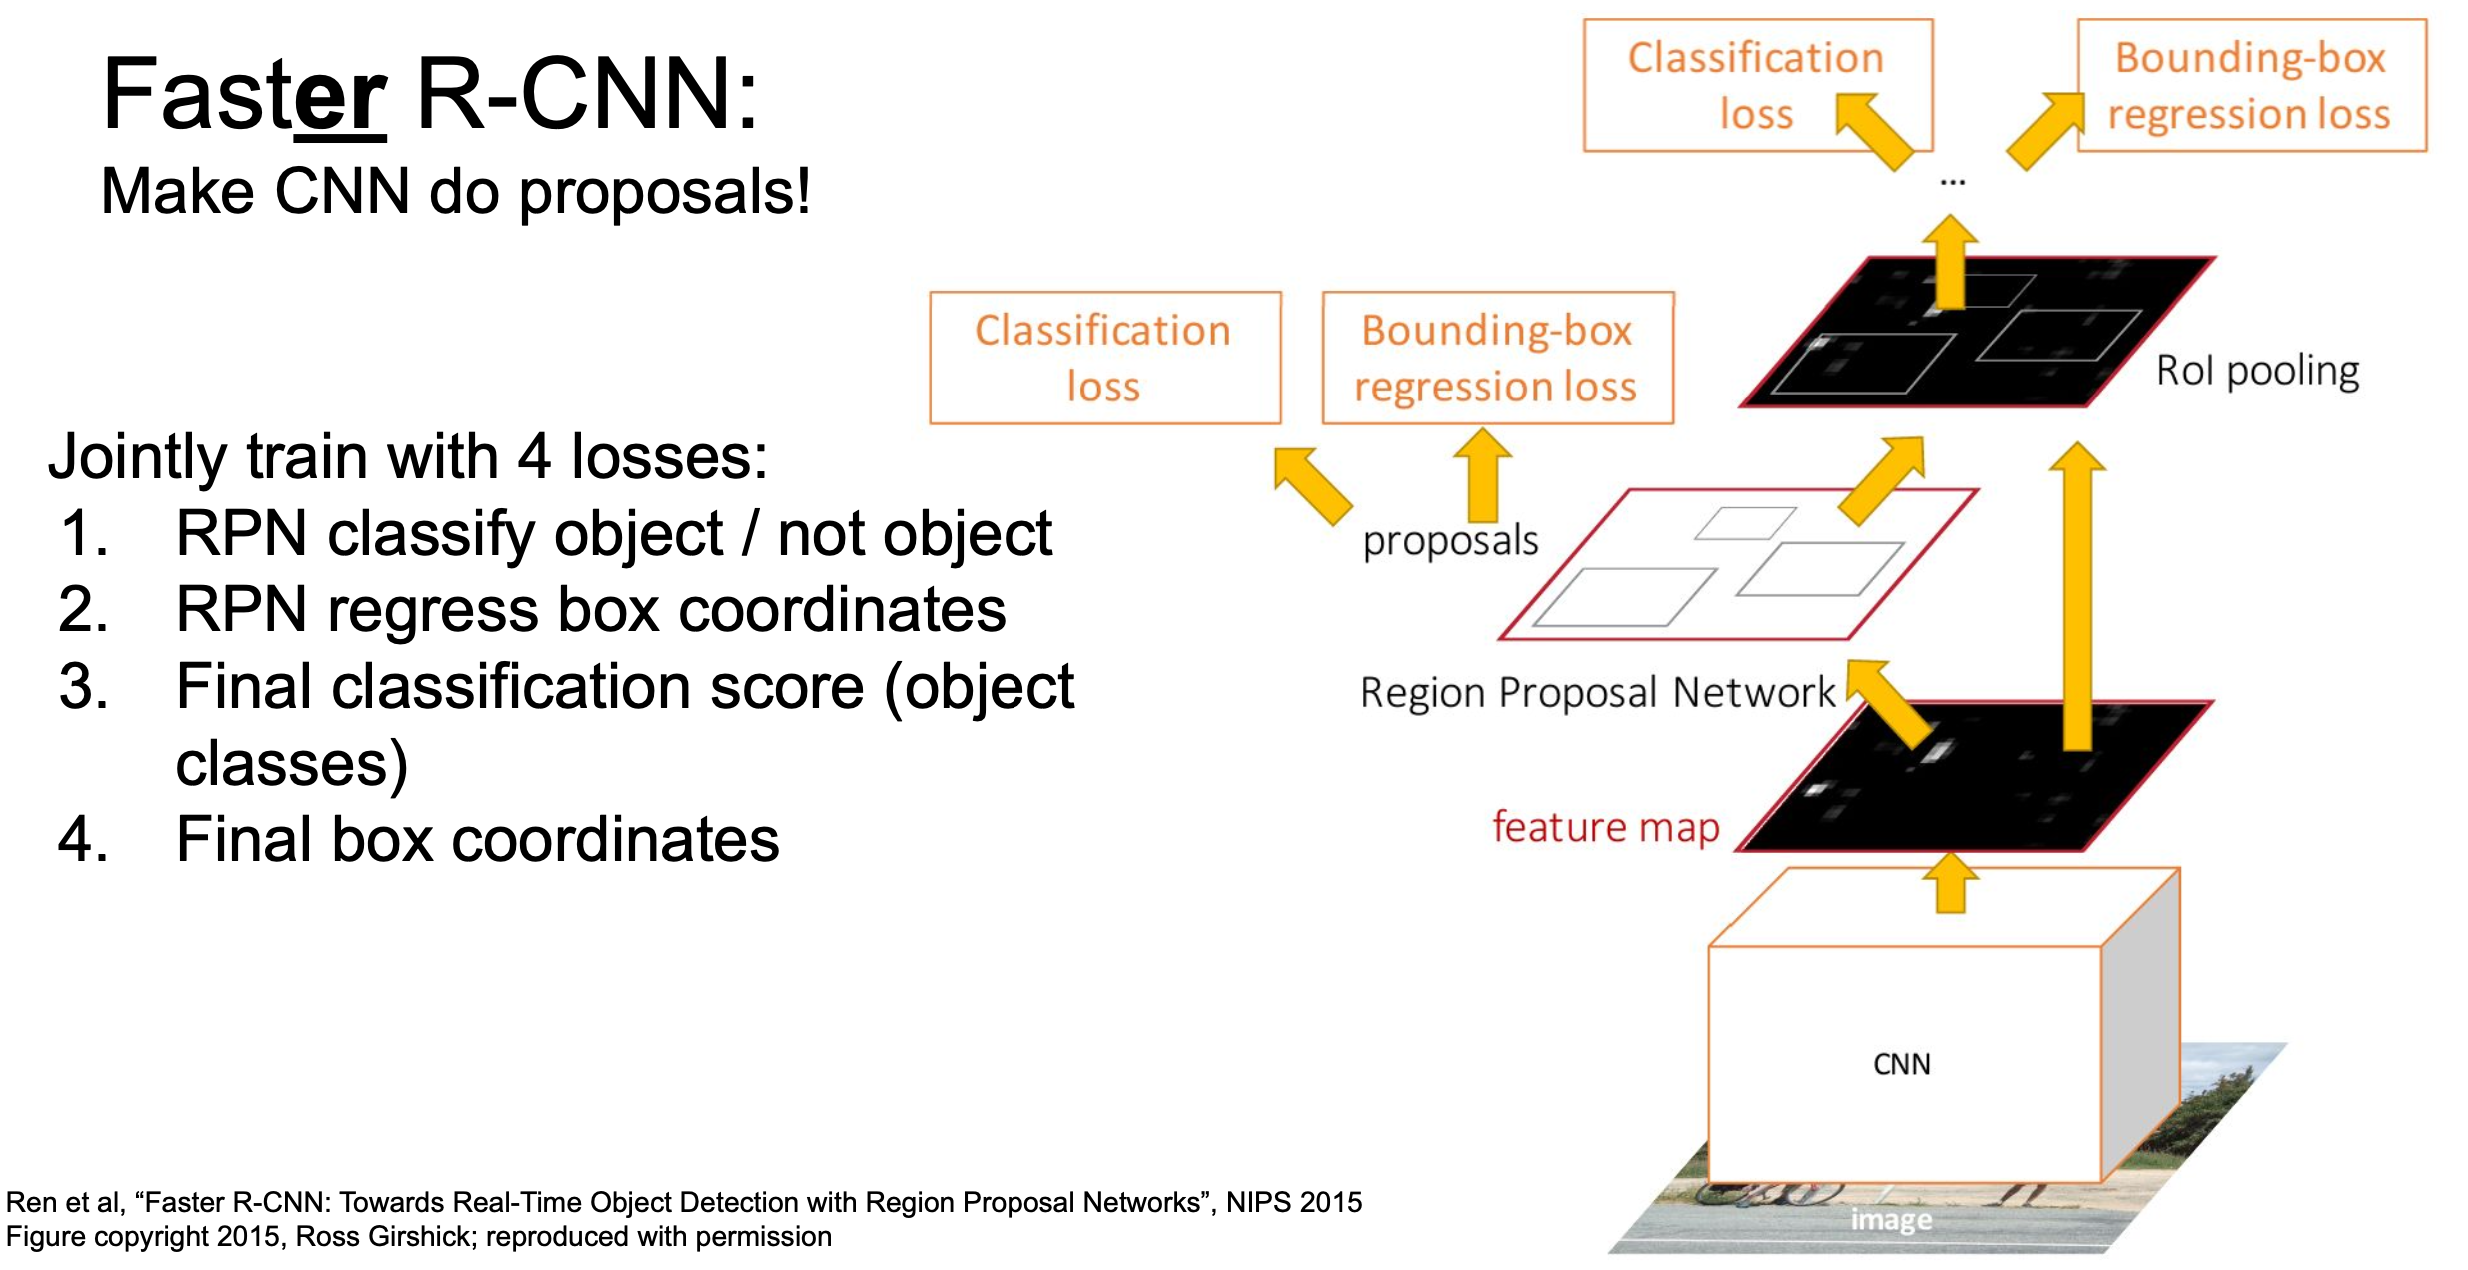 Faster R-CNN:
Make CNN do proposals!
Jointly train with 4 losses:
1. RPN classify object / not object
2. RPN regress box coordinates
3. Final classification score (object
classes)
4. Final box coordinates
Classification
loss
Bounding-box
regression loss
...
RoI pooling
Classification
loss
Bounding-box
regression loss
proposals
Region Proposal Network
feature map
CNN
image
Ren et al, “Faster R-CNN: Towards Real-Time Object Detection with Region Proposal Networks”, NIPS 2015
Figure copyright 2015, Ross Girshick; reproduced with permission